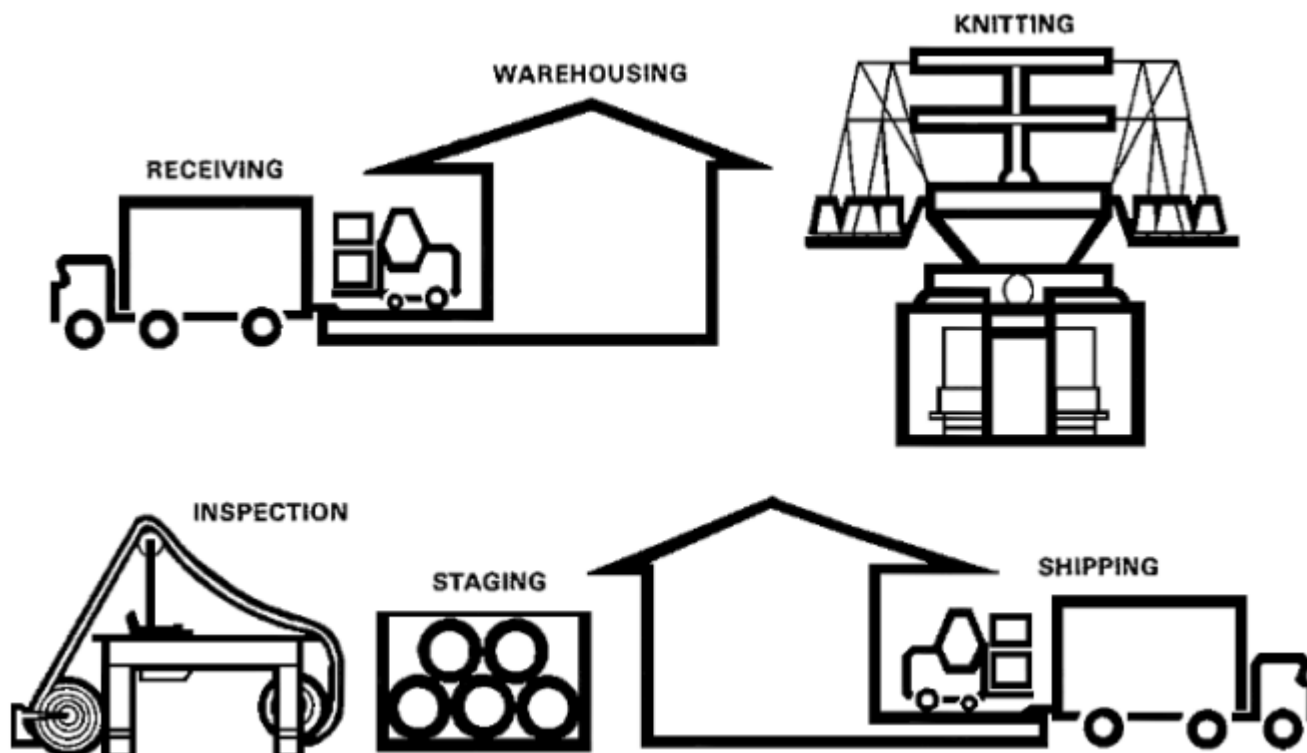 RECEIVING
WAREHOUSING
KNITTING
INSPECTION
STAGING
SHIPPING